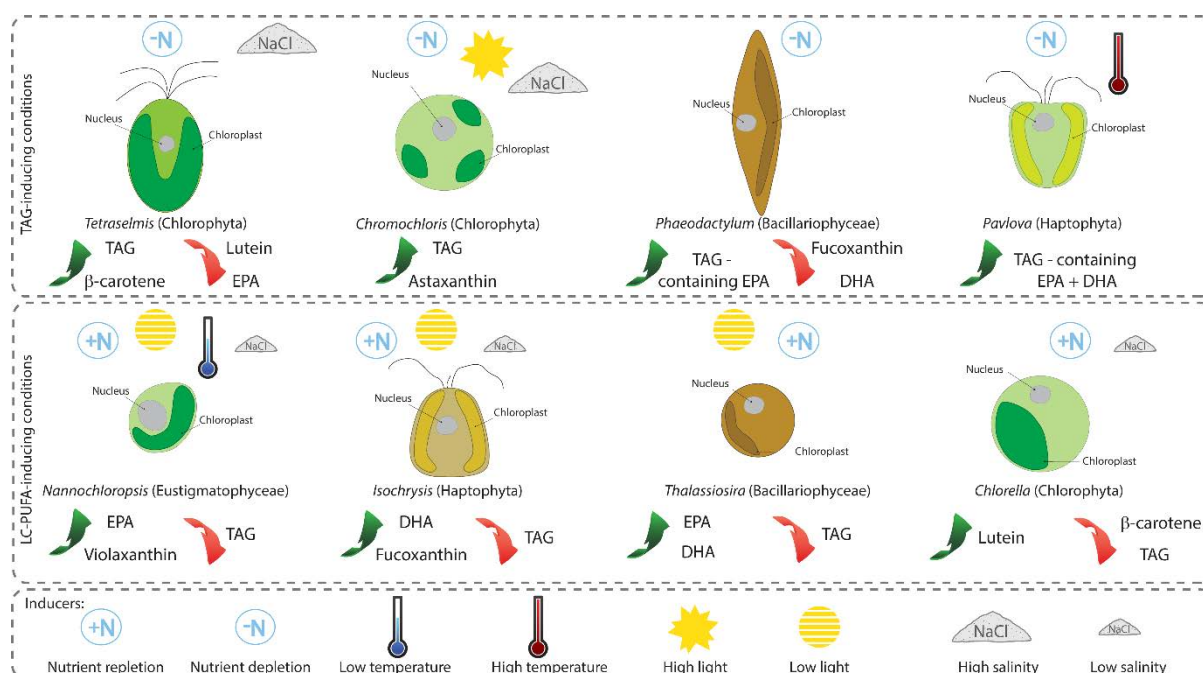 TAG-inducing conditions
-N
NaCl
Nucleus
Chloroplast
Tetraselmis (Chlorophyta)
TAG
β-carotene
Lutein
EPA
-N
NaCl
Nucleus
Chloroplast
Chromochloris (Chlorophyta)
TAG
Astaxanthin
-N
Nucleus
Chloroplast
Phaeodactylum (Bacillariophyceae)
TAG -
containing EPA
Fucoxanthin
DHA
-N
Nucleus
Chloroplast
Pavlova (Haptophyta)
TAG - containing
EPA + DHA
LC-PUFA-inducing conditions
+N
NaCl
Nucleus
Chloroplast
Nannochloropsis (Eustigmatophyceae)
EPA
Violaxanthin
TAG
+N
NaCl
Nucleus
Chloroplast
Isochrysis (Haptophyta)
DHA
Fucoxanthin
TAG
+N
Nucleus
Chloroplast
Thalassiosira (Bacillariophyceae)
EPA
DHA
TAG
+N
NaCl
Nucleus
Chloroplast
Chlorella (Chlorophyta)
Lutein
β-carotene
TAG
Inducers:
+N
Nutrient repletion
-N
Nutrient depletion
Low temperature
High temperature
High light
Low light
NaCl
High salinity
NaCl
Low salinity